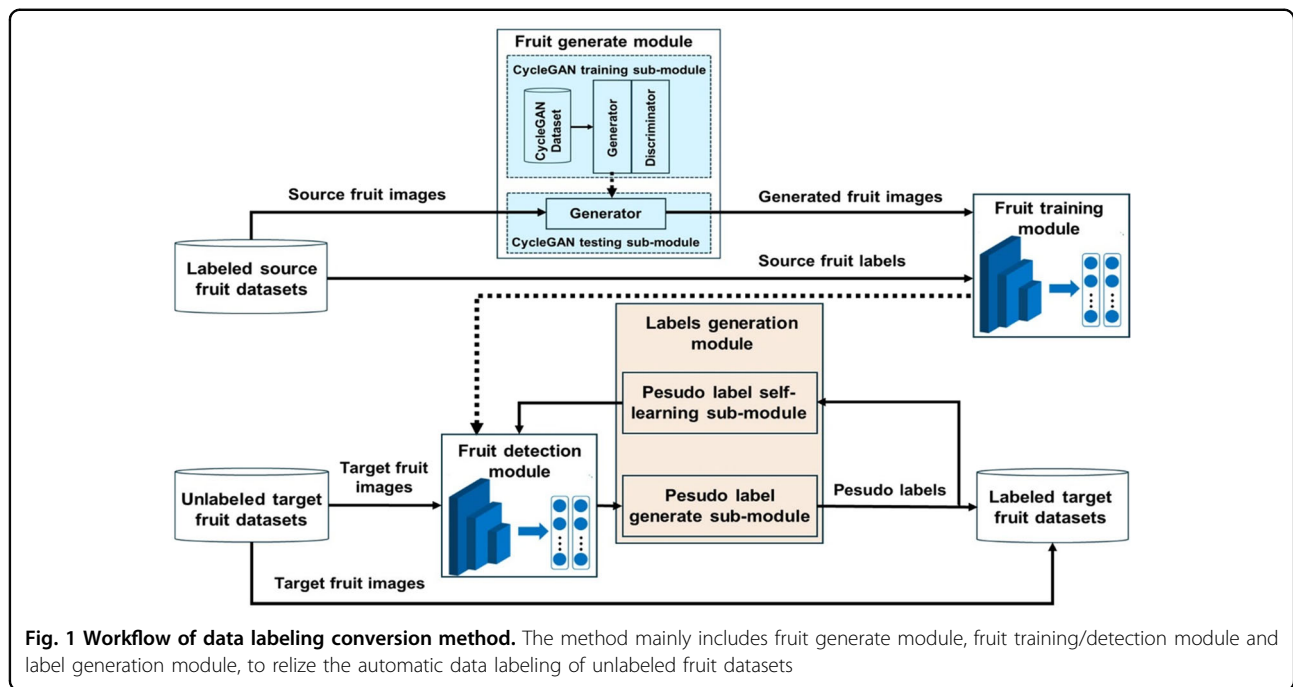 Fruit generate module
CycleGAN training sub-module
CycleGAN
Dataset
Generator
Discriminator
Source fruit images
Generator
Generated fruit images
CycleGAN testing sub-module
Fruit training
module
Labeled source
fruit datasets
Source fruit labels
Labels generation
module
Pesudo label self-
learning sub-module
Fruit detection
module
Target fruit
images
Unlabeled target
fruit datasets
Pesudo label
generate sub-module
Pesudo labels
Labeled target
fruit datasets
Target fruit images
Fig. 1 Workflow of data labeling conversion method. The method mainly includes fruit generate module, fruit training/detection module and
label generation module, to relize the automatic data labeling of unlabeled fruit datasets